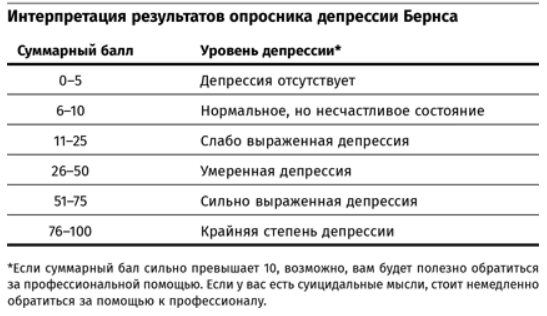 Интерпретация результатов опросника депрессии Бернса
Суммарный балл Уровень депрессии*
0–5 Депрессия отсутствует
6–10 Нормальное, но несчастливое состояние
11–25 Слабо выраженная депрессия
26–50 Умеренная депрессия
51–75 Сильно выраженная депрессия
76–100 Крайняя степень депрессии
*Если суммарный бал сильно превышает 10, возможно, вам будет полезно обратиться
за профессиональной помощью. Если у вас есть суицидальные мысли, стоит немедленно
обратиться за помощью к профессионалу.